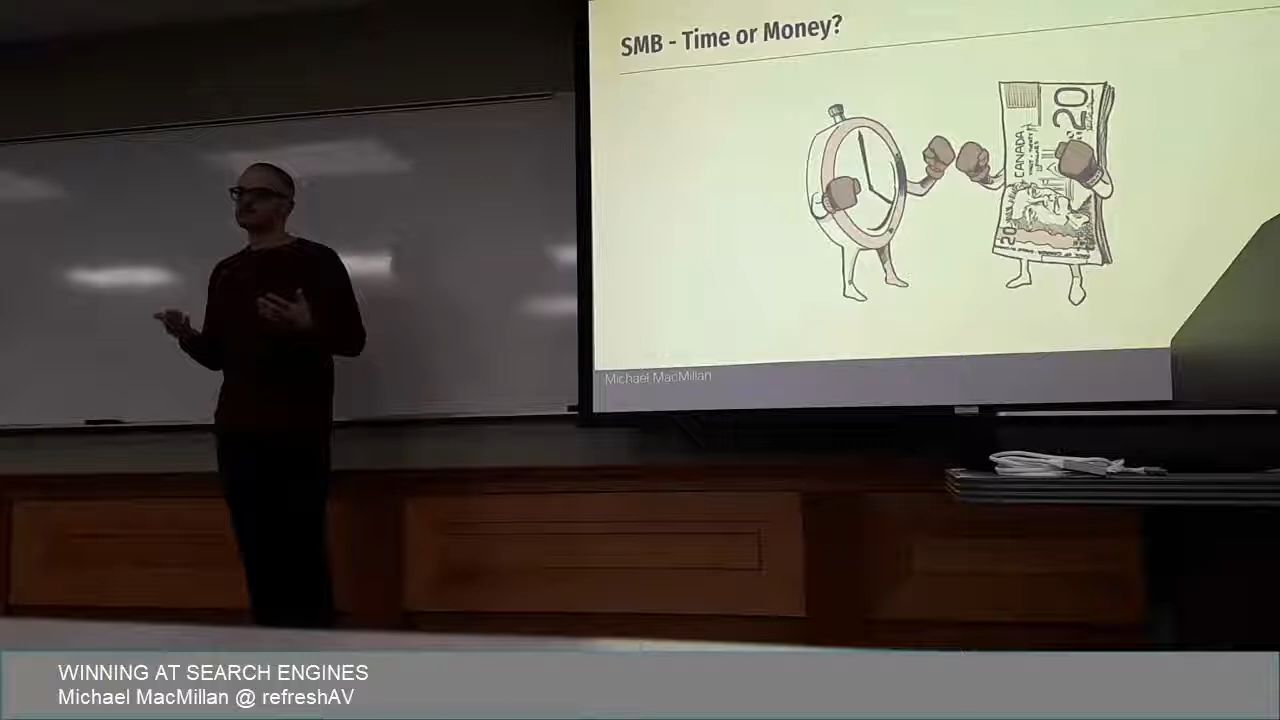 SMB - Time or Money?
20
CANADA
20
Michael MacMillan
WINNING AT SEARCH ENGINES
Michael MacMillan @ refreshAV